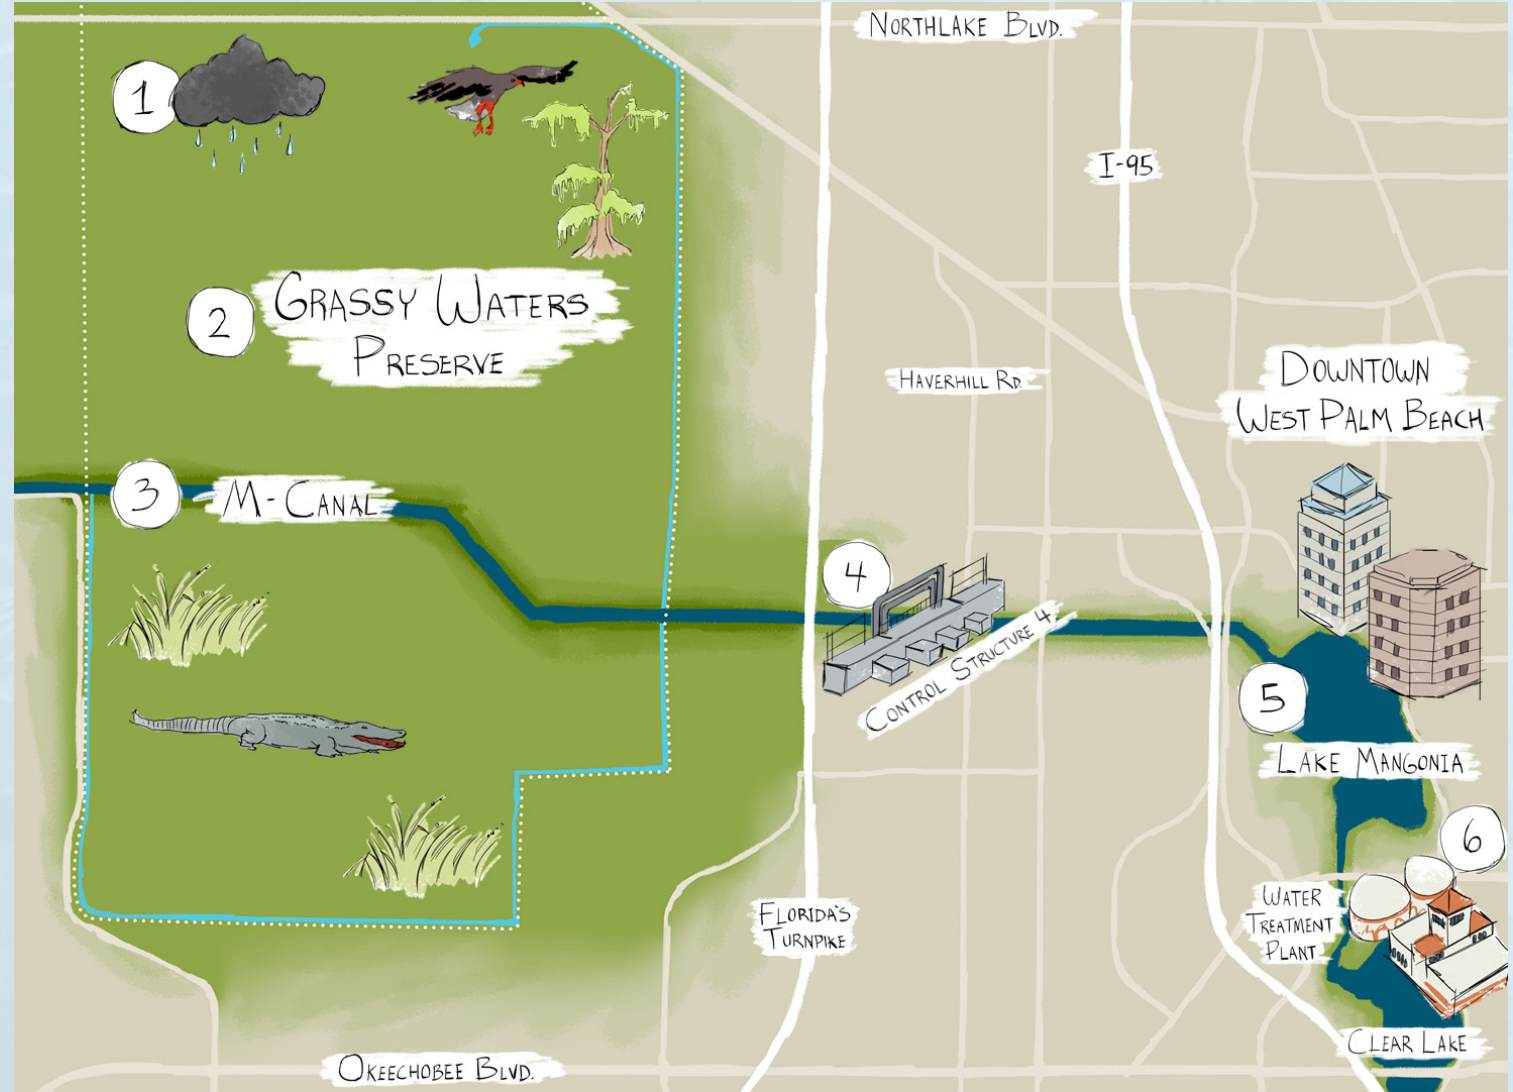 NORTHLAKE BLVD.
1
I-95
2
GRASSY WATERS
PRESERVE
HAVERHILL RD.
DOWNTOWN
WEST PALM BEACH
3
M-CANAL
4
CONTROL STRUCTURE 4
5
LAKE MANGONIA
6
WATER
TREATMENT
PLANT
FLORIDA'S
TURNPIKE
CLEAR LAKE
OKEECHOBEE BLVD.